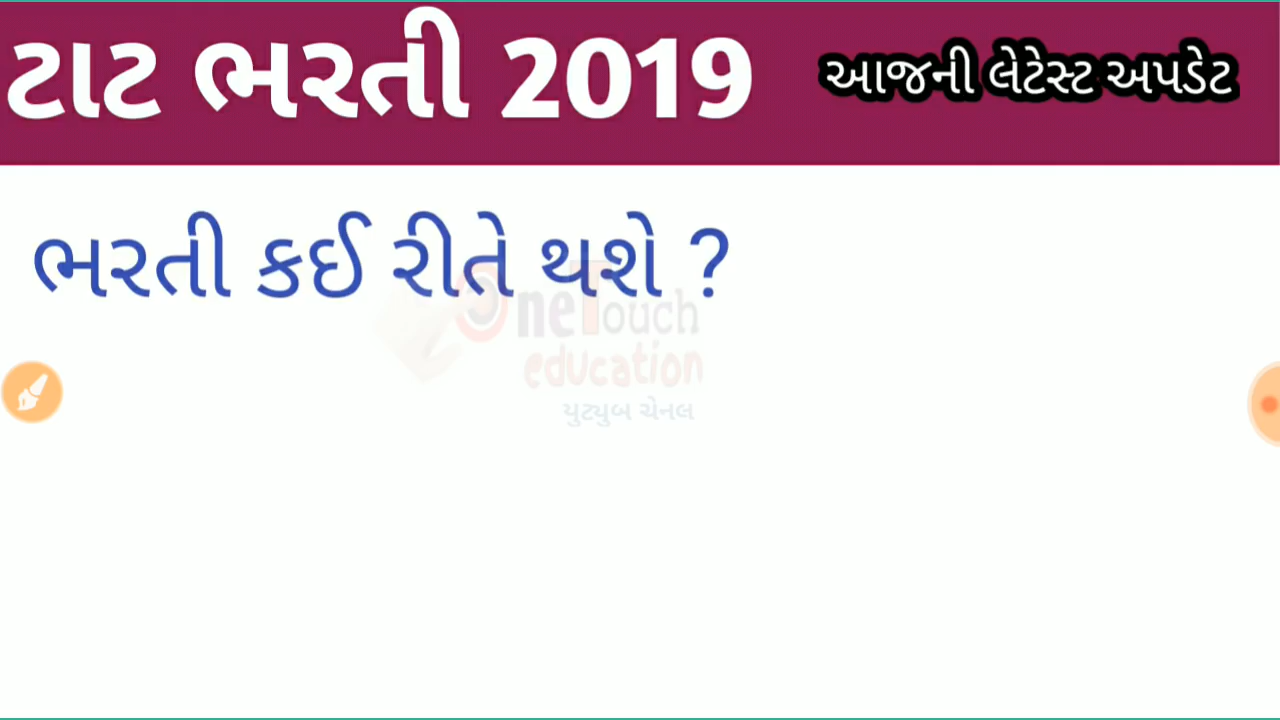 ટાટ ભરતી 2019
આજની લેટેસ્ટ અપડેટ
ભરતી કઈ રીતે થશે ?
OneTouch
education
યુટ્યુબ ચેનલ